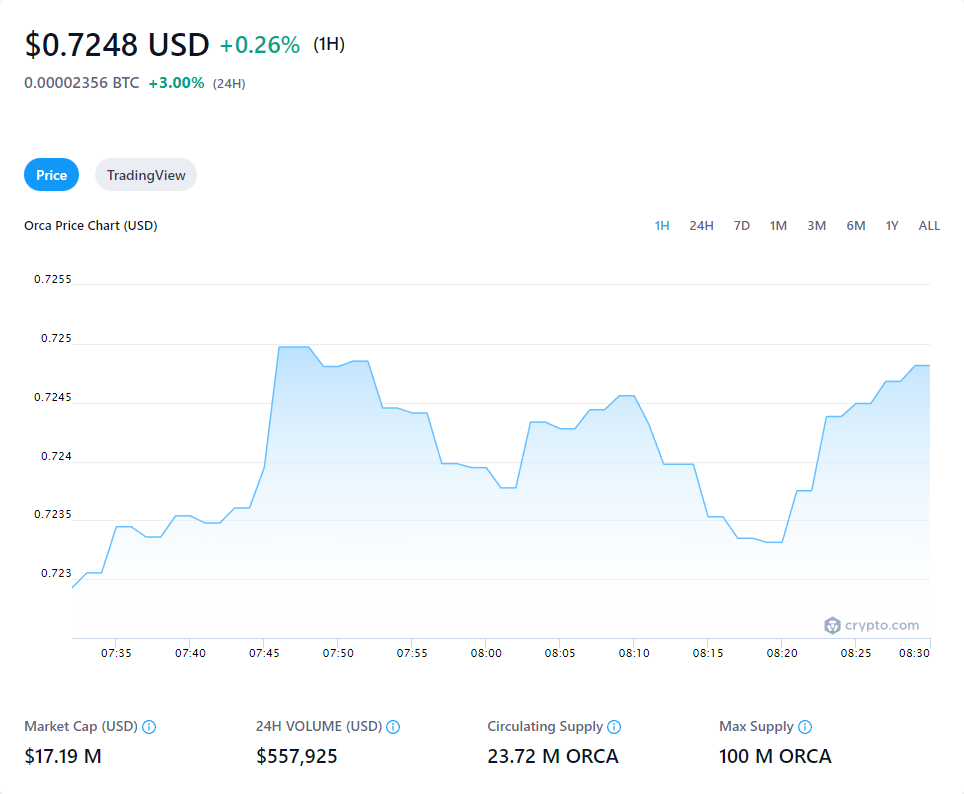 $0.7248 USD +0.26% (1H)
0.00002356 BTC +3.00% (24H)
Price TradingView
Orca Price Chart (USD) 1H 24H 7D 1M 3M 6M 1Y ALL
0.7255
0.725
0.7245
0.724
0.7235
0.723
crypto.com
07:35 07:40 07:45 07:50 07:55 08:00 08:05 08:10 08:15 08:20 08:25 08:30
Market Cap (USD) 24H VOLUME (USD) Circulating Supply Max Supply
$17.19 M $557,925 23.72 M ORCA 100 M ORCA